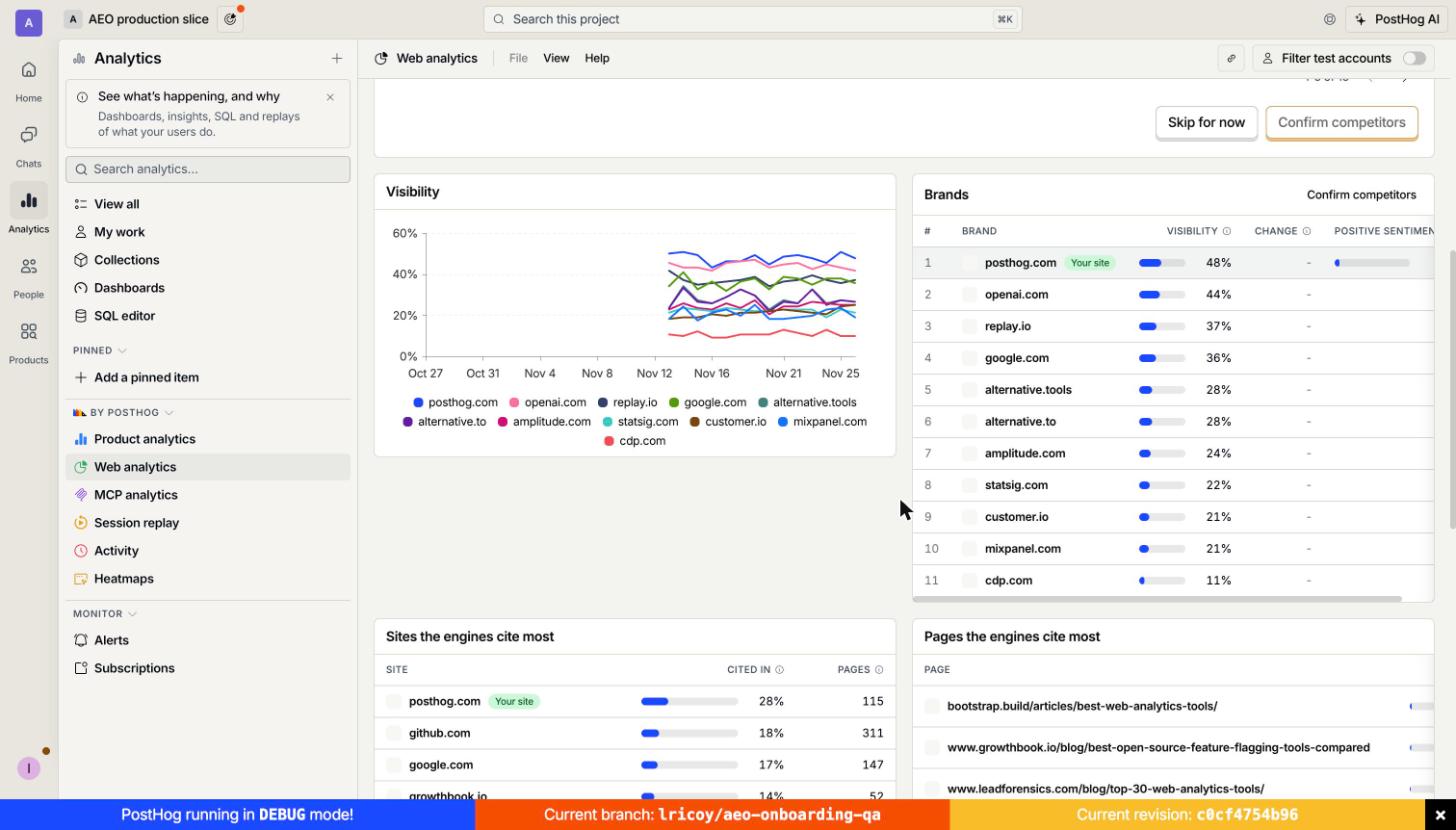 A
A AEO production slice
Search this project
⌘K
PostHog AI
Home
Chats
Analytics
People
Products
I
Analytics
See what's happening, and why
Dashboards, insights, SQL and replays
of what your users do.
Search analytics...
View all
My work
Collections
Dashboards
SQL editor
PINNED
Add a pinned item
BY POSTHOG
Product analytics
Web analytics
MCP analytics
Session replay
Activity
Heatmaps
MONITOR
Alerts
Subscriptions
Web analytics File View Help
Filter test accounts
Skip for now Confirm competitors
Visibility
60%
40%
20%
0%
Oct 27 Oct 31 Nov 4 Nov 8 Nov 12 Nov 16 Nov 21 Nov 25
posthog.com openai.com replay.io google.com alternative.tools
alternative.to amplitude.com statsig.com customer.io mixpanel.com
cdp.com
Brands Confirm competitors
# BRAND VISIBILITY CHANGE POSITIVE SENTIMEN
1 posthog.com Your site 48% -
2 openai.com 44% -
3 replay.io 37% -
4 google.com 36% -
5 alternative.tools 28% -
6 alternative.to 28% -
7 amplitude.com 24% -
8 statsig.com 22% -
9 customer.io 21% -
10 mixpanel.com 21% -
11 cdp.com 11% -
Sites the engines cite most
SITE CITED IN PAGES
posthog.com Your site 28% 115
github.com 18% 311
google.com 17% 147
growthbook.io 14% 52
Pages the engines cite most
PAGE
bootstrap.build/articles/best-web-analytics-tools/
www.growthbook.io/blog/best-open-source-feature-flagging-tools-compared
www.leadforensics.com/blog/top-30-web-analytics-tools/
PostHog running in DEBUG mode!
Current branch: lricoy/aeo-onboarding-qa
Current revision: c0cf4754b96